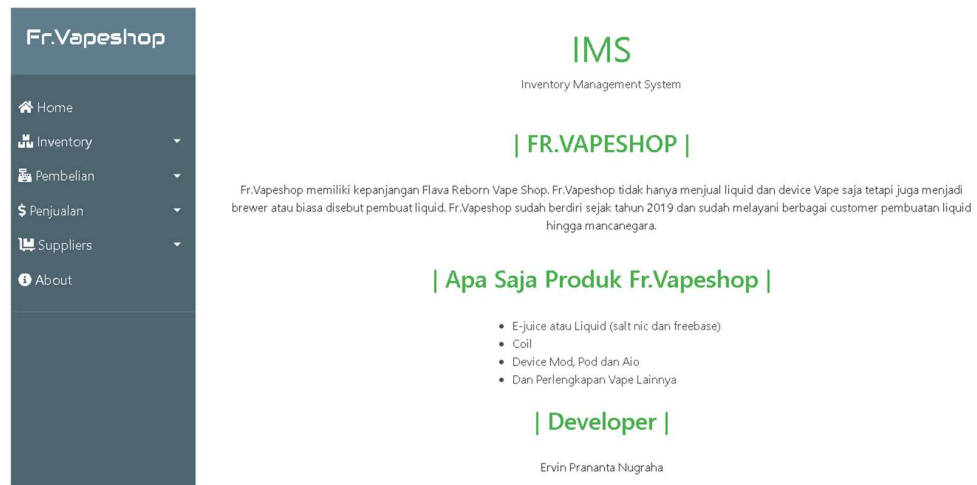 Fr.Vapeshop
Home
Inventory
Pembelian
$ Penjualan
Suppliers
About
IMS
Inventory Management System
| FR.VAPESHOP |
Fr.Vapeshop memiliki kepanjangan Flava Reborn Vape Shop. Fr.Vapeshop tidak hanya menjual liquid dan device Vape saja tetapi juga menjadi
brewer atau biasa disebut pembuat liquid. Fr.Vapeshop sudah berdiri sejak tahun 2019 dan sudah melayani berbagai customer pembuatan liquid
hingga mancanegara.
| Apa Saja Produk Fr.Vapeshop |
• E-juice atau Liquid (salt nic dan freebase)
• Coil
• Device Mod, Pod dan Aio
• Dan Perlengkapan Vape Lainnya
| Developer |
Ervin Prananta Nugraha